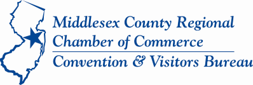 Middlesex County Regional
Chamber of Commerce
Convention & Visitors Bureau